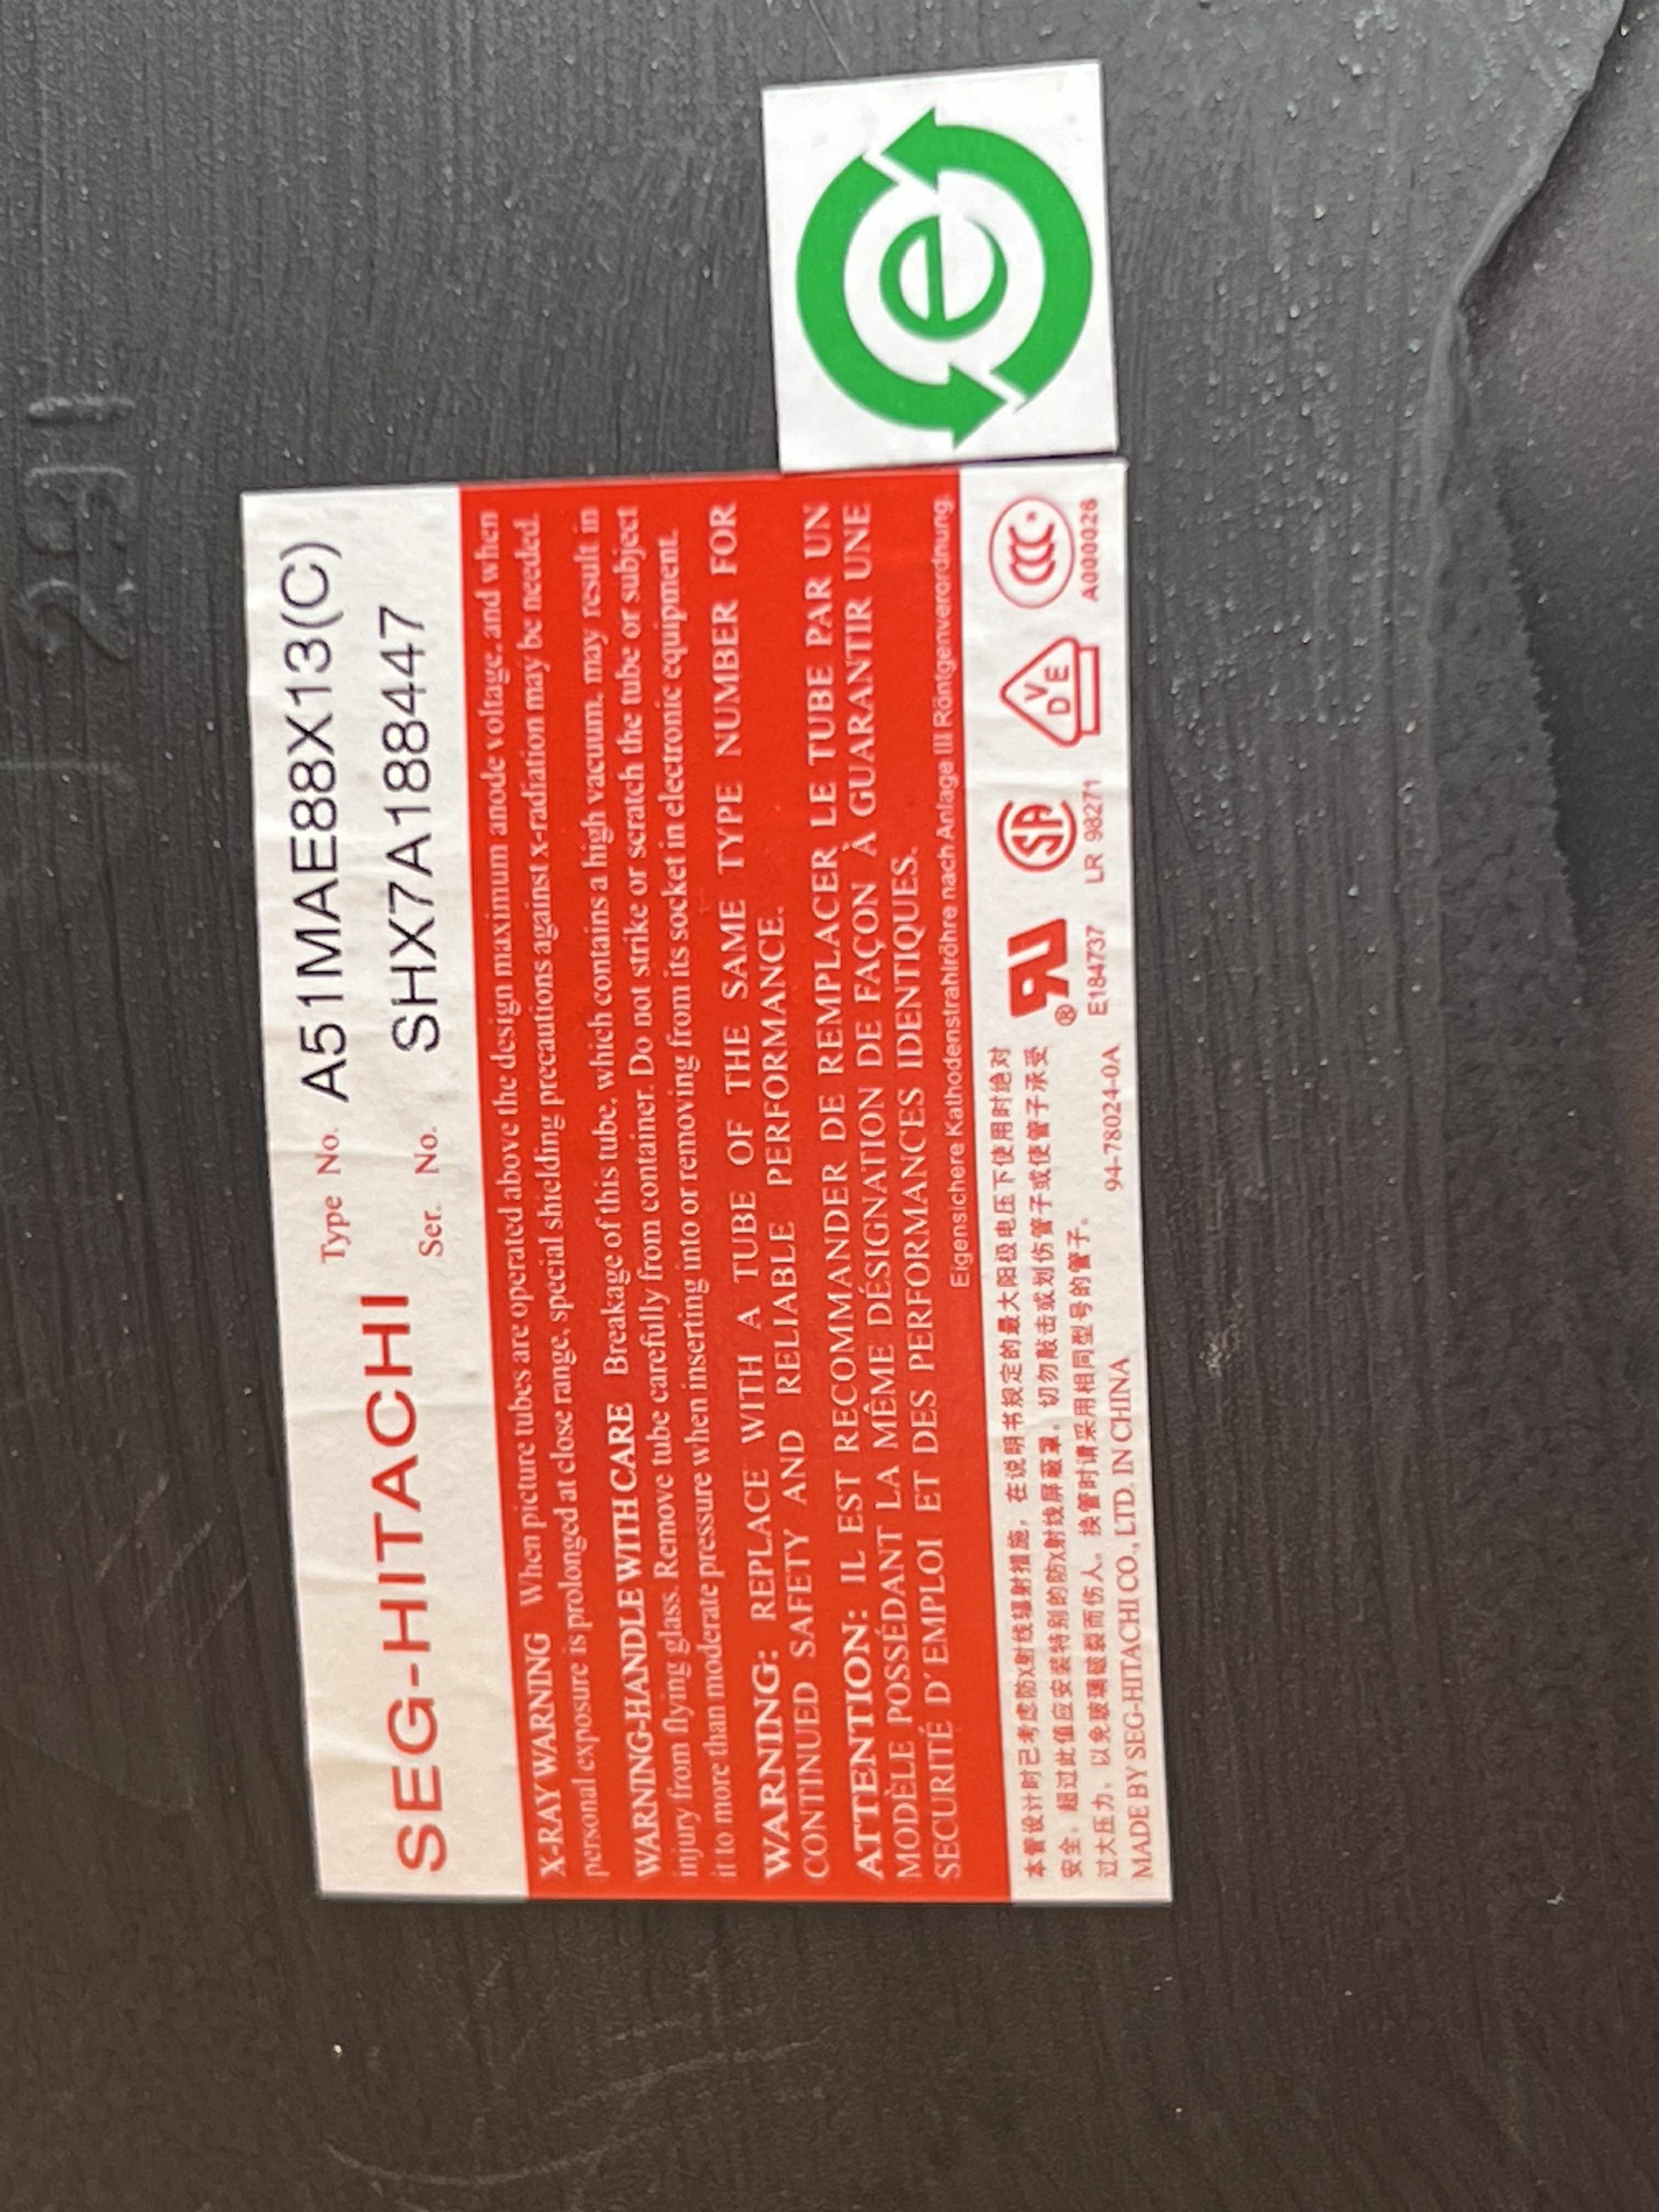 291
SEG-HITACHI
Type No. A51MAE88X13(C)
Ser. No. SHX7A188447
X-RAY WARNING When picture tubes are operated above the design maximum anode voltage. and when
personal exposure is prolonged at close range, special shielding precautions against x-radiation may be needed.
WARNING-HANDLE WITH CARE Breakage of this tube. which contains a high vacuum. may result in
injury from flying glass. Remove tube carefully from container. Do not strike or scratch the tube or subject
it to more than moderate pressure when inserting into or removing from its socket in electronic equipment.
WARNING: REPLACE WITH A TUBE OF THE SAME TYPE NUMBER FOR
CONTINUED SAFETY AND RELIABLE PERFORMANCE.
ATTENTION: IL EST RECOMMANDER DE REMPLACER LE TUBE PAR UN
MODÈLE POSSÉDANT LA MÊME DÉSIGNATION DE FAÇON À GUARANTIR UNE
SECURITÉ D'EMPLOI ET DES PERFORMANCES IDENTIQUES.
Eigensichere Kathodenstrahlröhre nach Anlage III Röntgenverordnung.
本管设计时已考虑防X射线辐射措施，在说明书规定的最大阳极电压下使用时绝对
安全。超过此值应安装特别的防X射线屏蔽罩。切勿敲击或划伤管子或使管子承受
过大压力，以免玻璃破裂而伤人。换管时请采用相同型号的管子。
94-78024-0A
MADE BY SEG-HITACHI CO., LTD. IN CHINA
RU ®
E184737
SA
LR 98271
DVE
CCC
A000026
e